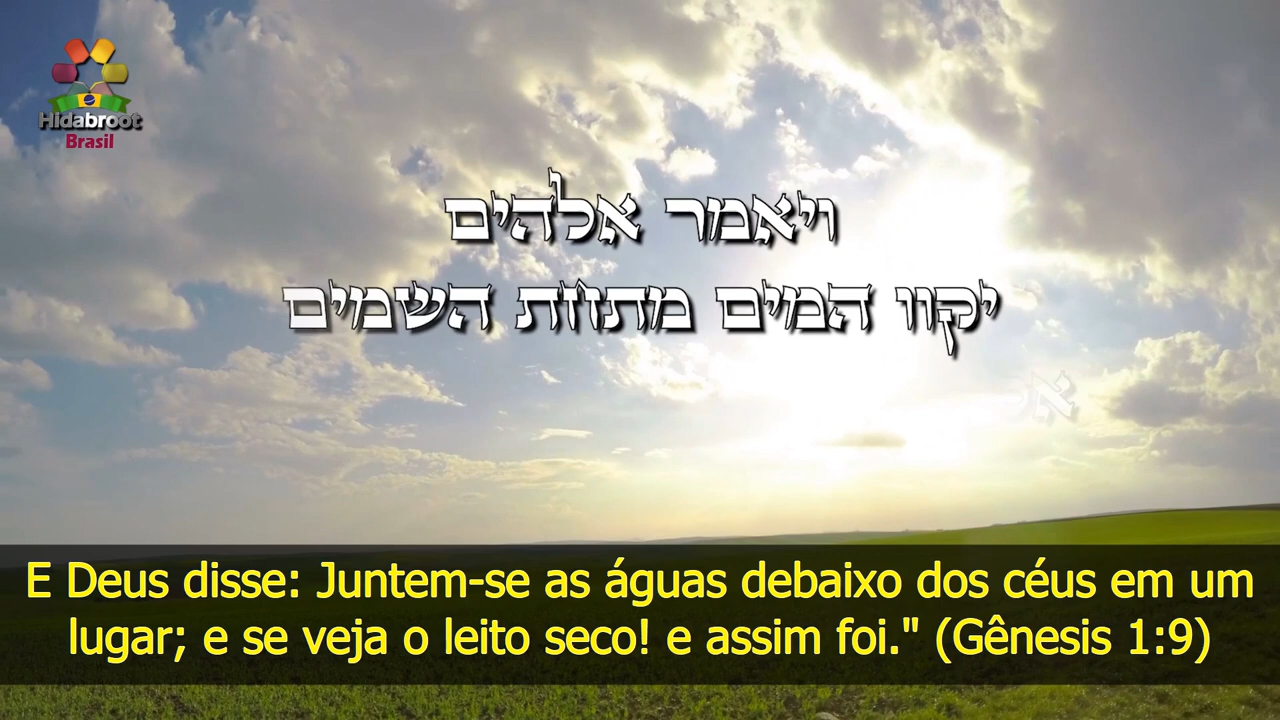 Hidabroot
Brasil
ויאמר אלהים
יקוו המים מתחת השמים
E Deus disse: Juntem-se as águas debaixo dos céus em um
lugar; e se veja o leito seco! e assim foi." (Gênesis 1:9)